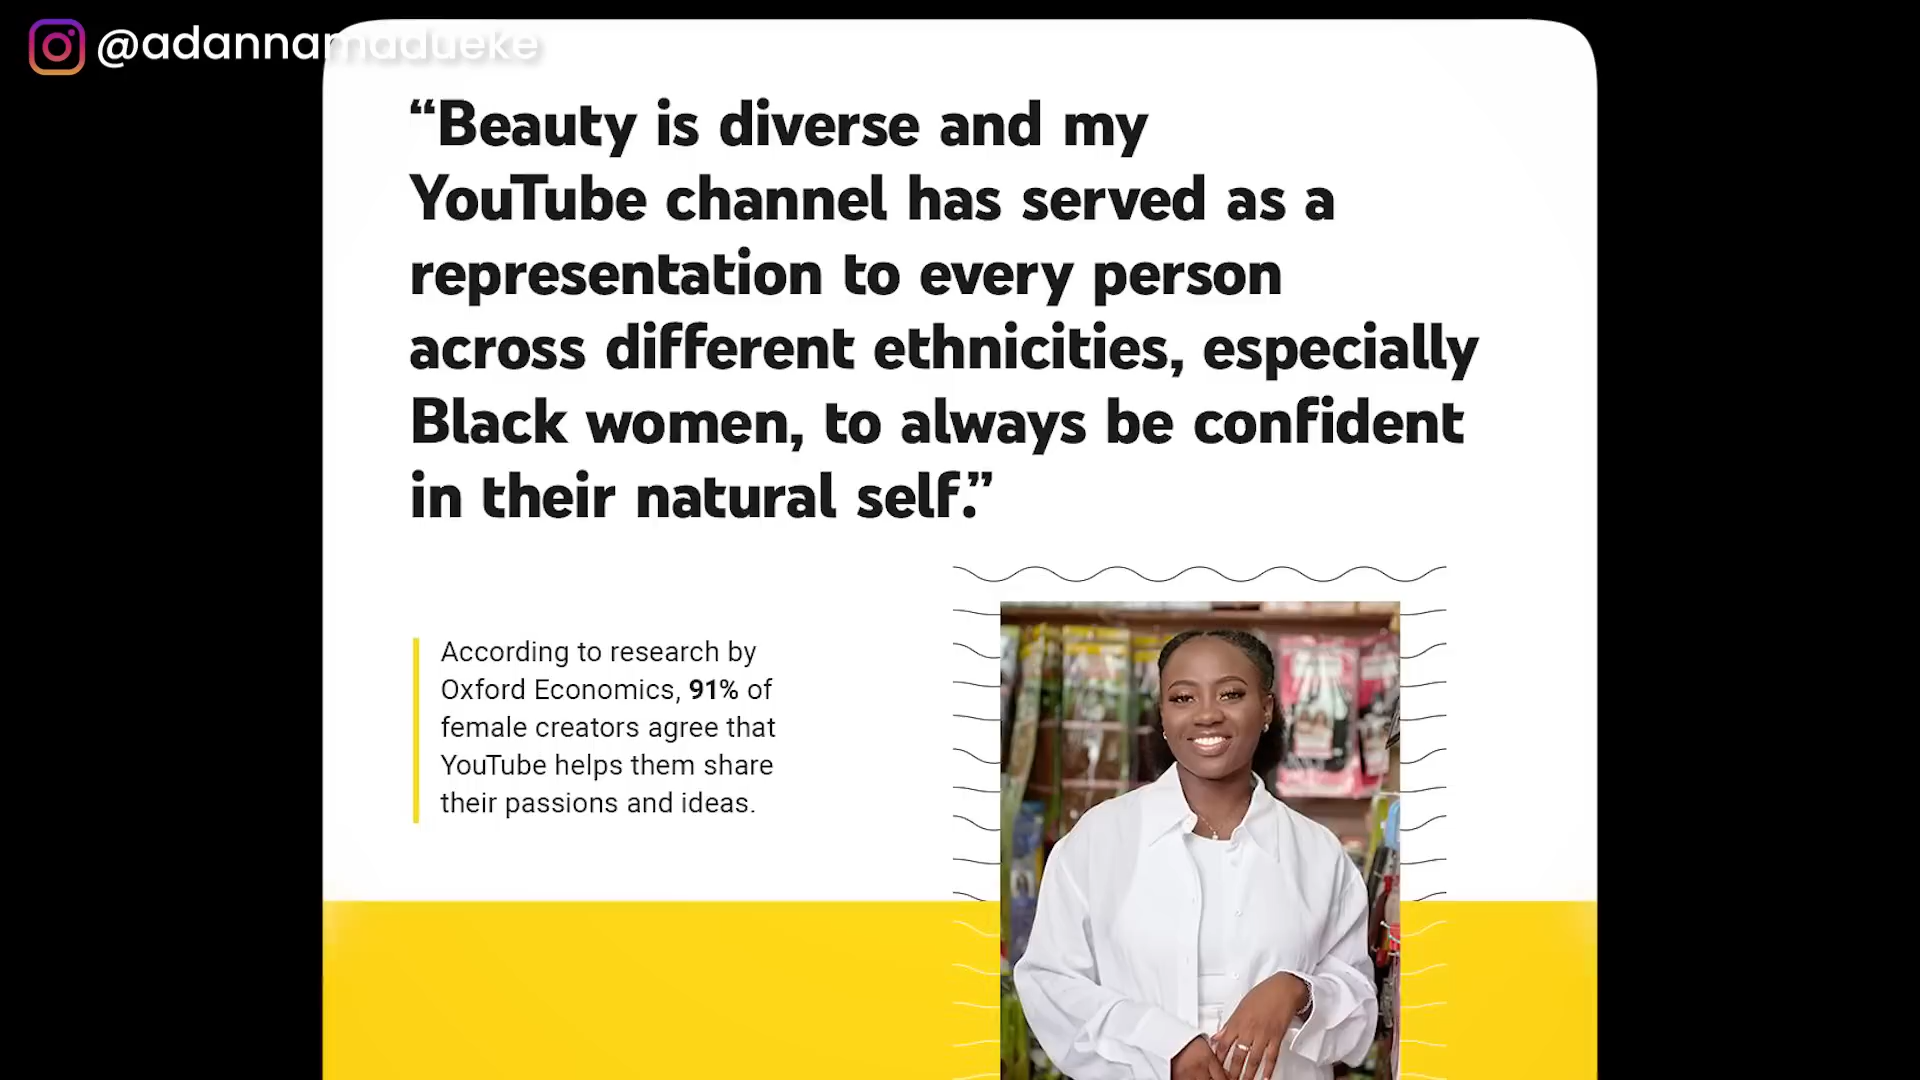 @adannamadueke
“Beauty is diverse and my
YouTube channel has served as a
representation to every person
across different ethnicities, especially
Black women, to always be confident
in their natural self.”
According to research by
Oxford Economics, 91% of
female creators agree that
YouTube helps them share
their passions and ideas.